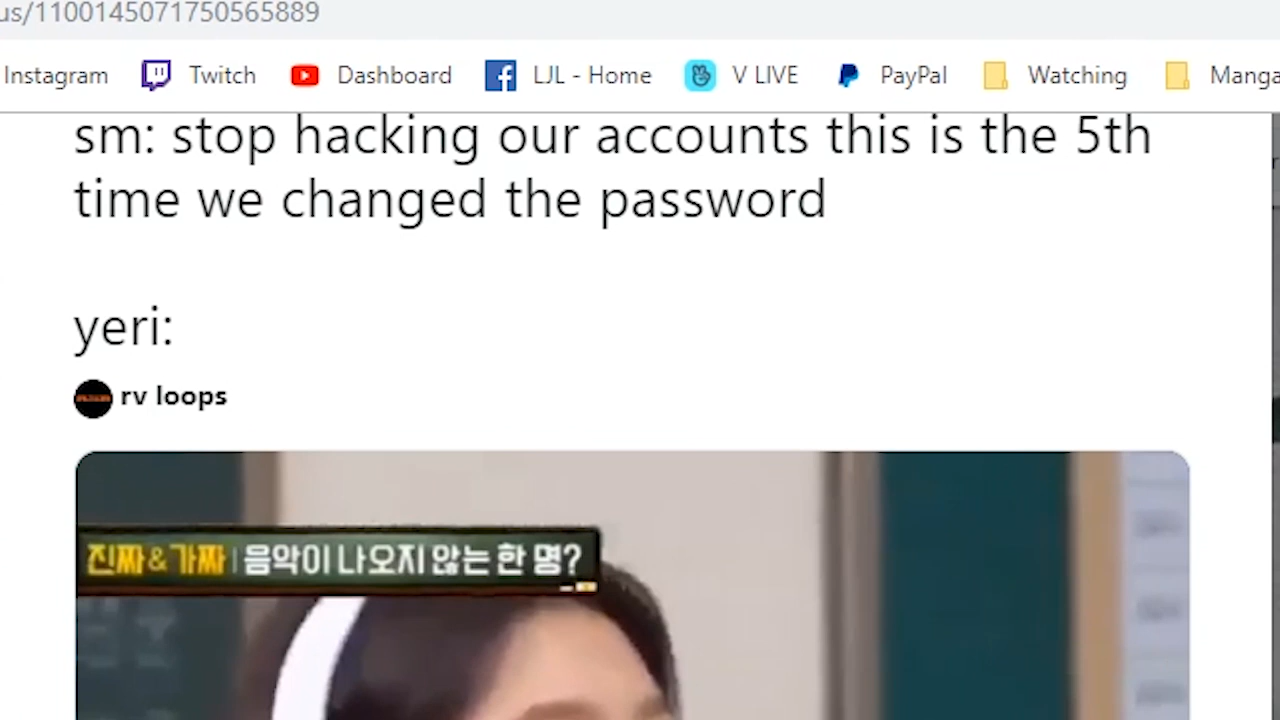 us/1100145071750565889
Instagram Twitch Dashboard LJL - Home V LIVE PayPal Watching Manga
sm: stop hacking our accounts this is the 5th
time we changed the password
yeri:
rv loops
진짜&가짜 | 음악이 나오지 않는 한 명?